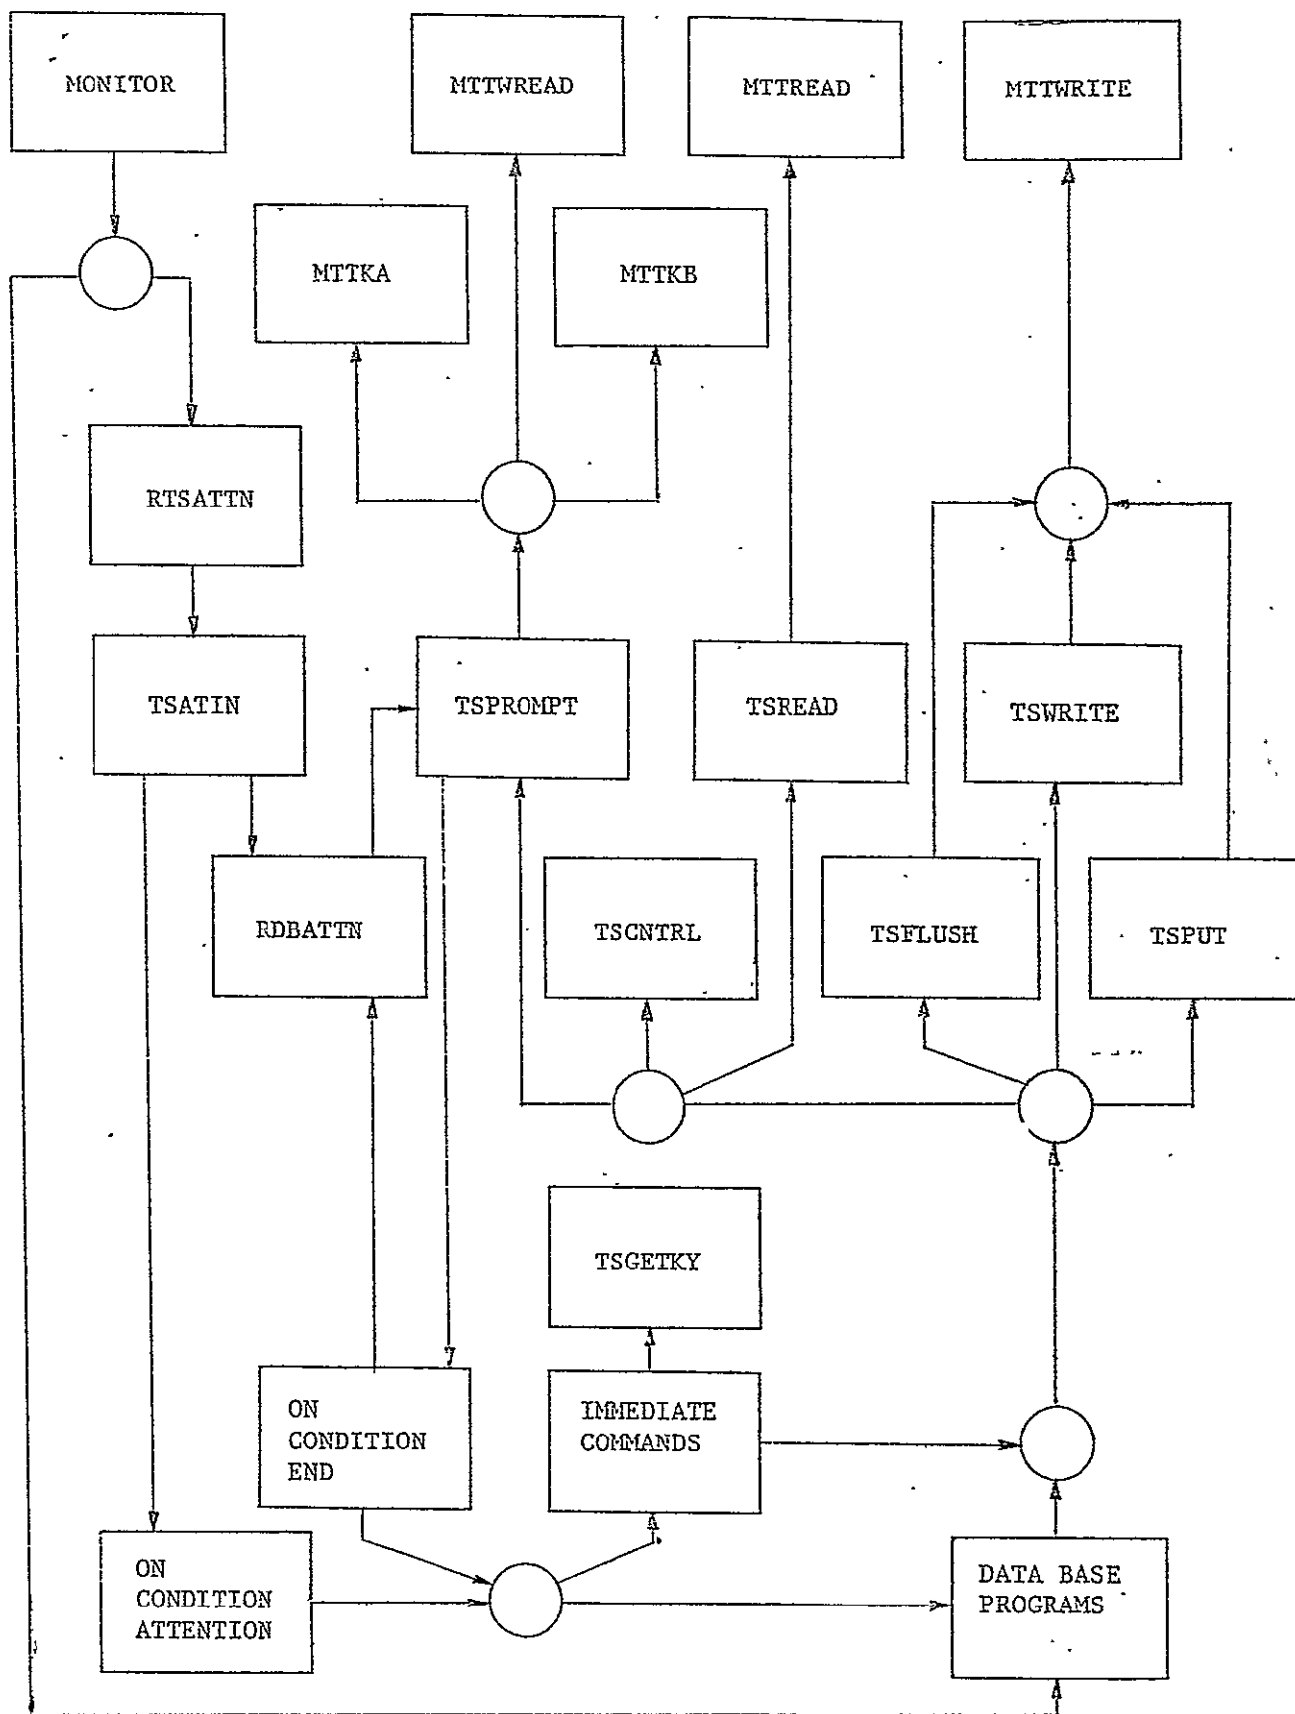 MONITOR
MTTWREAD
MTTREAD
MTTWRITE
MTTKA
MTTKB
RTSATTN
TSATIN
TSPROMPT
TSREAD
TSWRITE
RDBATTN
TSCNTRL
TSFLUSH
TSPUT
TSGETKY
ON
CONDITION
END
IMMEDIATE
COMMANDS
ON
CONDITION
ATTENTION
DATA BASE
PROGRAMS